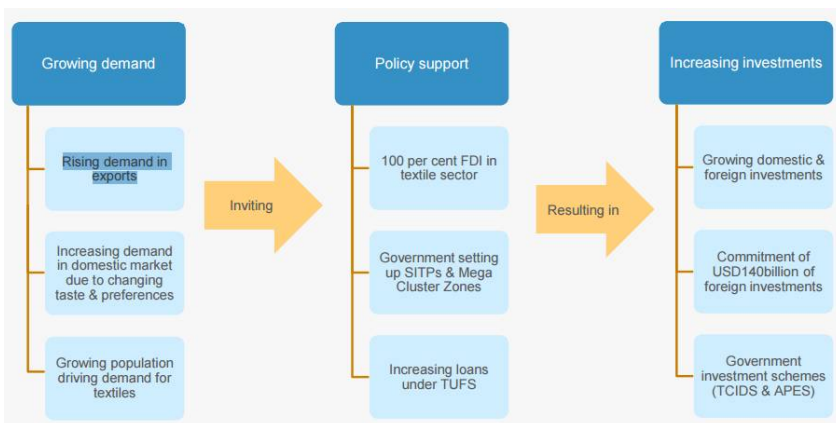 Growing demand
Rising demand in
exports
Increasing demand
in domestic market
due to changing
taste & preferences
Growing population
driving demand for
textiles
Inviting
Policy support
100 per cent FDI in
textile sector
Government setting
up SITPs & Mega
Cluster Zones
Increasing loans
under TUFS
Resulting in
Increasing investments
Growing domestic &
foreign investments
Commitment of
USD140billion of
foreign investments
Government
investment schemes
(TCIDS & APES)